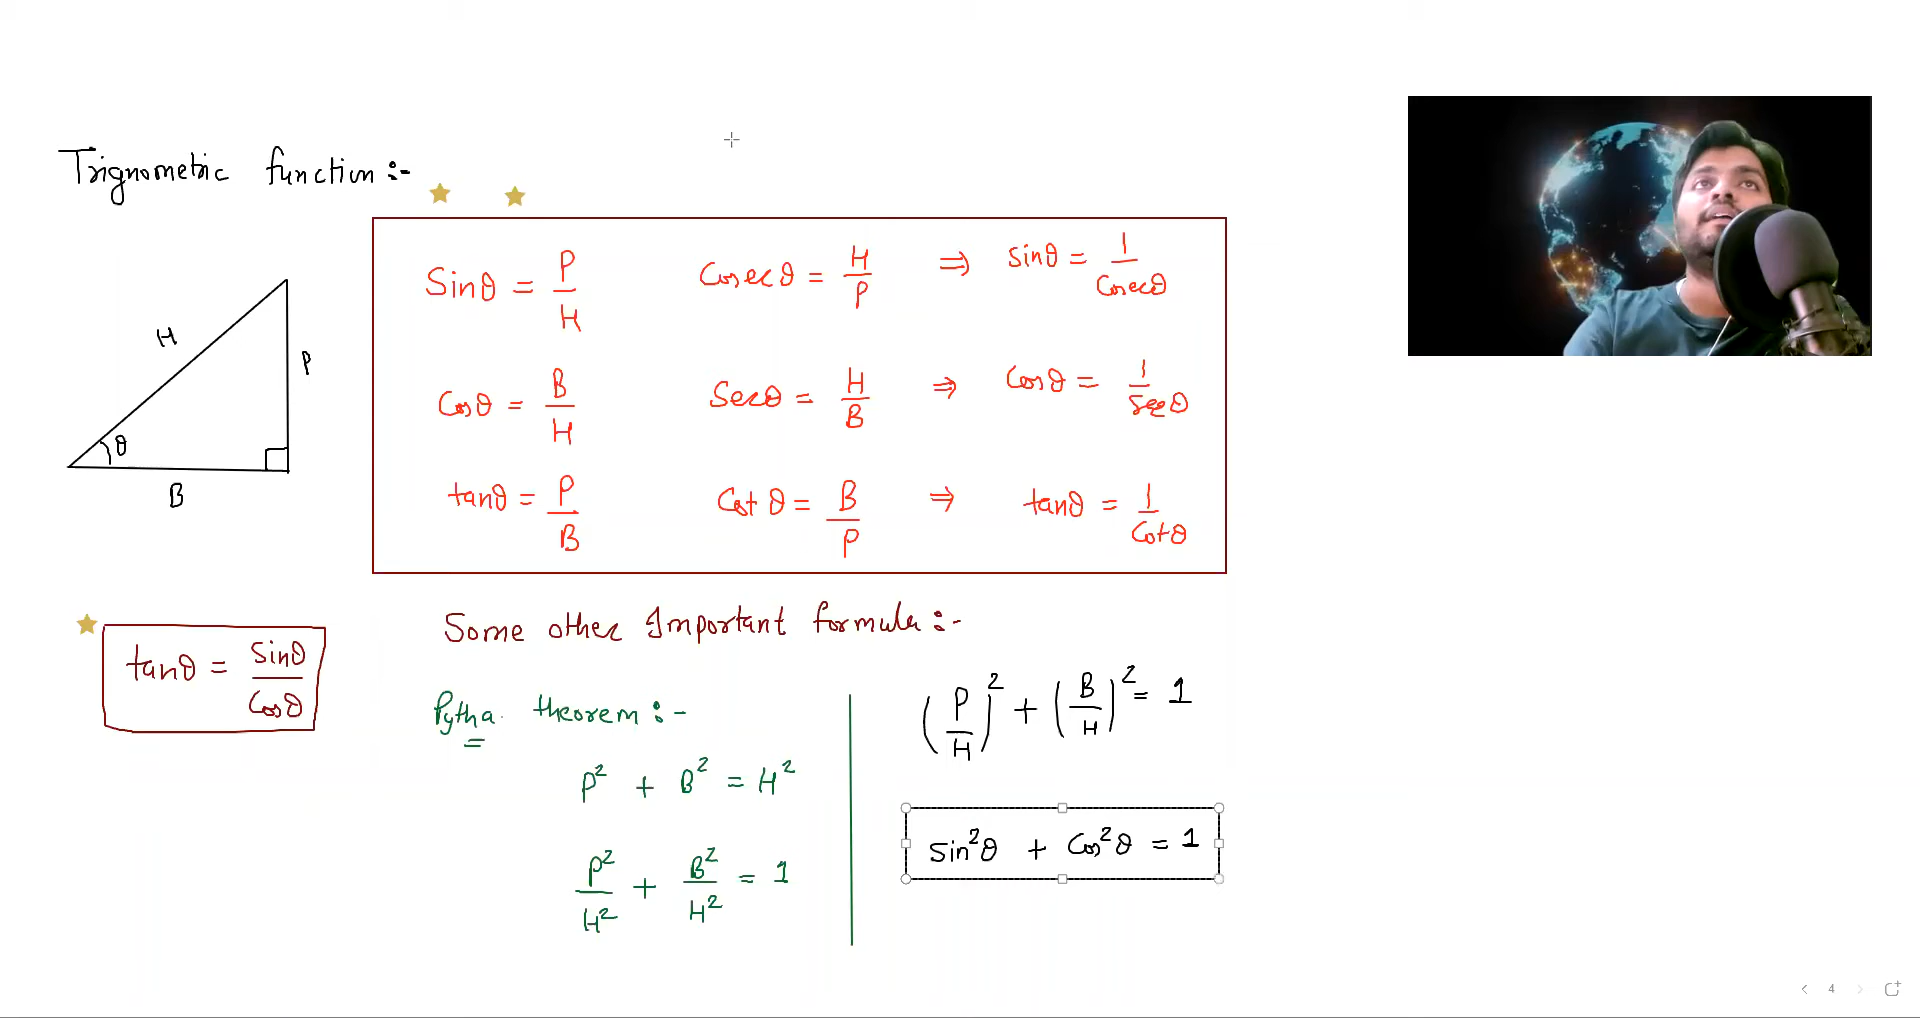 Trignometric function :-
H
P
θ
B
Sinθ = P/H    Cosecθ = H/P    ⇒    Sinθ = 1/Cosecθ
Cosθ = B/H    Secθ = H/B    ⇒    Cosθ = 1/Secθ
tanθ = P/B    Cotθ = B/P    ⇒    tanθ = 1/Cotθ
tanθ = Sinθ/Cosθ
Some other Important formula :-
Pytha. theorem :-
P² + B² = H²
P²/H² + B²/H² = 1
(P/H)² + (B/H)² = 1
Sin²θ + Cos²θ = 1
4